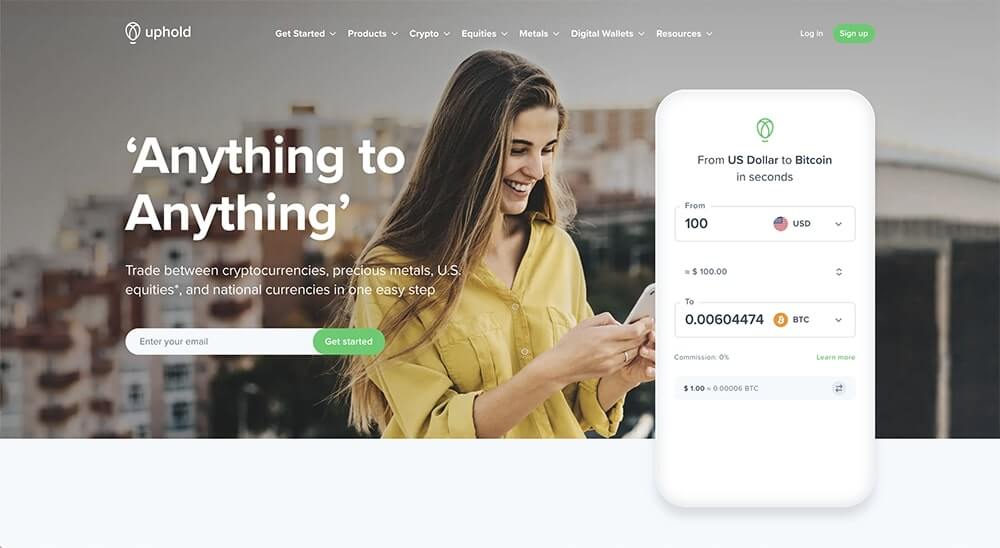 uphold
Get Started Products Crypto Equities Metals Digital Wallets Resources
Log in Sign up
‘Anything to
Anything’
Trade between cryptocurrencies, precious metals, U.S.
equities*, and national currencies in one easy step
Enter your email Get started
From US Dollar to Bitcoin
in seconds
From
100 USD
≈ $ 100.00
To
0.00604474 BTC
Commission: 0% Learn more
$ 1.00 ≈ 0.00006 BTC